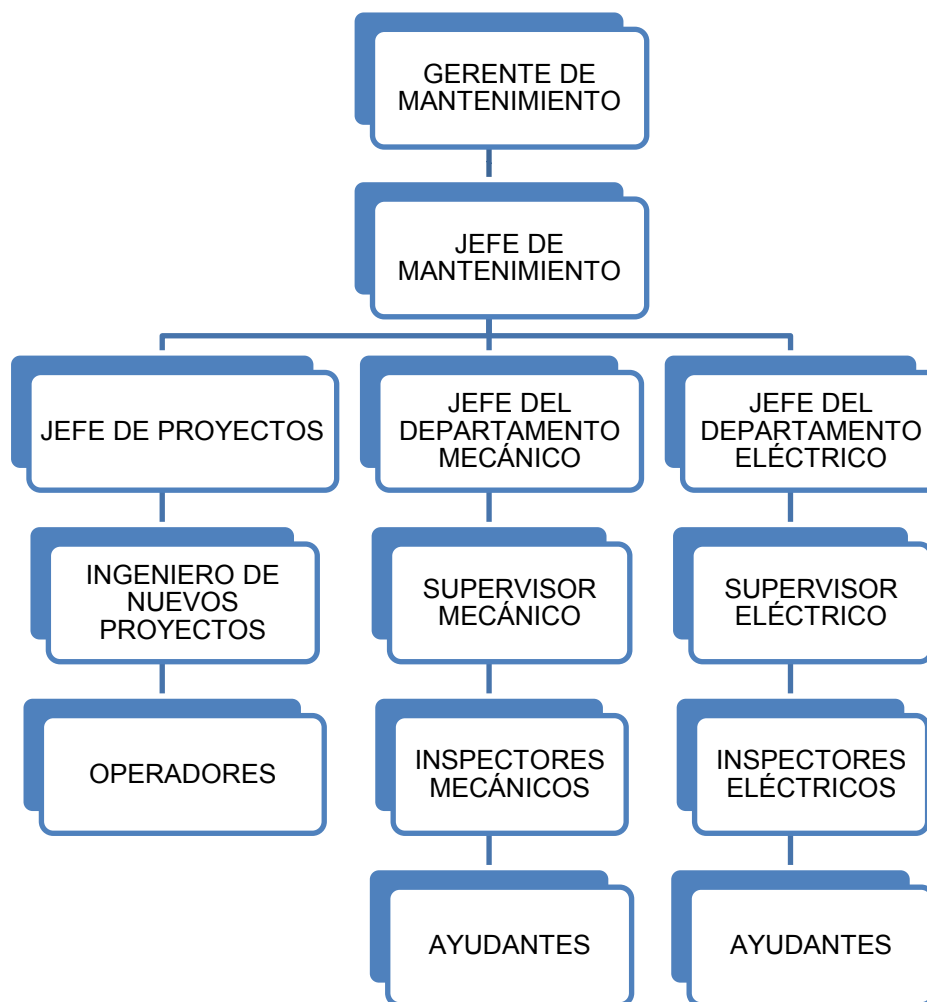 GERENTE DE
MANTENIMIENTO
JEFE DE
MANTENIMIENTO
JEFE DE PROYECTOS
JEFE DEL
DEPARTAMENTO
MECÁNICO
JEFE DEL
DEPARTAMENTO
ELÉCTRICO
INGENIERO DE
NUEVOS
PROYECTOS
SUPERVISOR
MECÁNICO
SUPERVISOR
ELÉCTRICO
OPERADORES
INSPECTORES
MECÁNICOS
INSPECTORES
ELÉCTRICOS
AYUDANTES
AYUDANTES